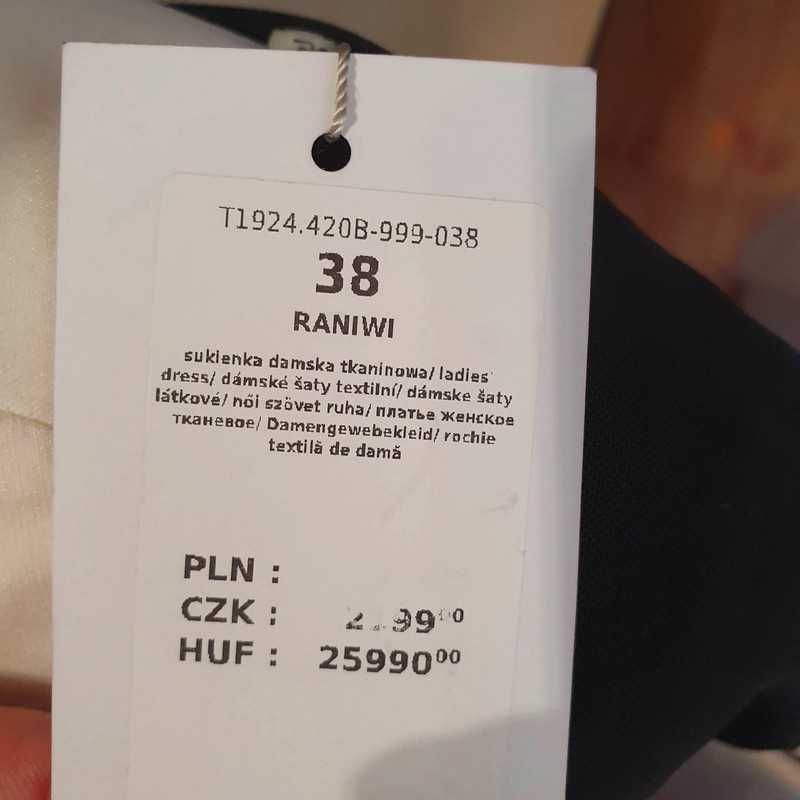 T1924.420B-999-038
38
RANIWI
sukienka damska tkaninowa/ ladies'
dress/ dámské šaty textilní/ dámske šaty
látkové/ női szövet ruha/ платье женское
тканевое/ Damengewebekleid/ rochie
textilă de damă
PLN :
CZK :
HUF : 25990⁰⁰